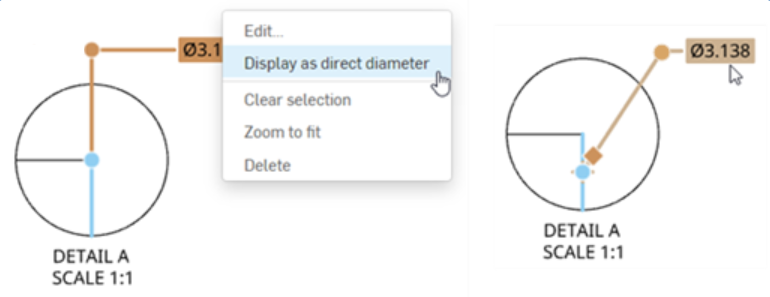 Edit...
Ø3.1
Display as direct diameter
Clear selection
Zoom to fit
Delete
DETAIL A
SCALE 1:1
Ø3.138
DETAIL A
SCALE 1:1